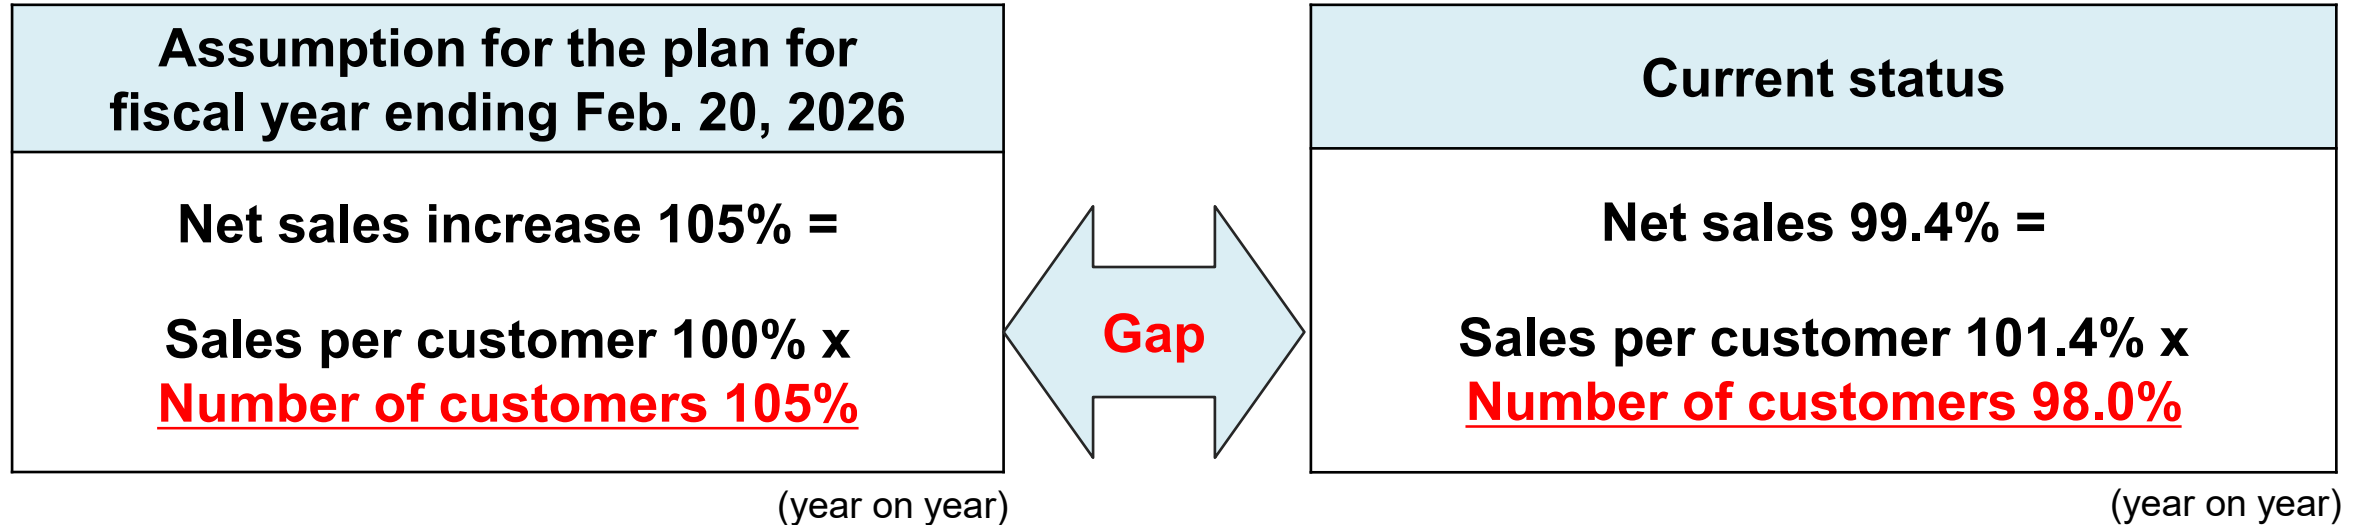 Assumption for the plan for
fiscal year ending Feb. 20, 2026
Net sales increase 105% =
Sales per customer 100% x
Number of customers 105%
(year on year)
Gap
Current status
Net sales 99.4% =
Sales per customer 101.4% x
Number of customers 98.0%
(year on year)